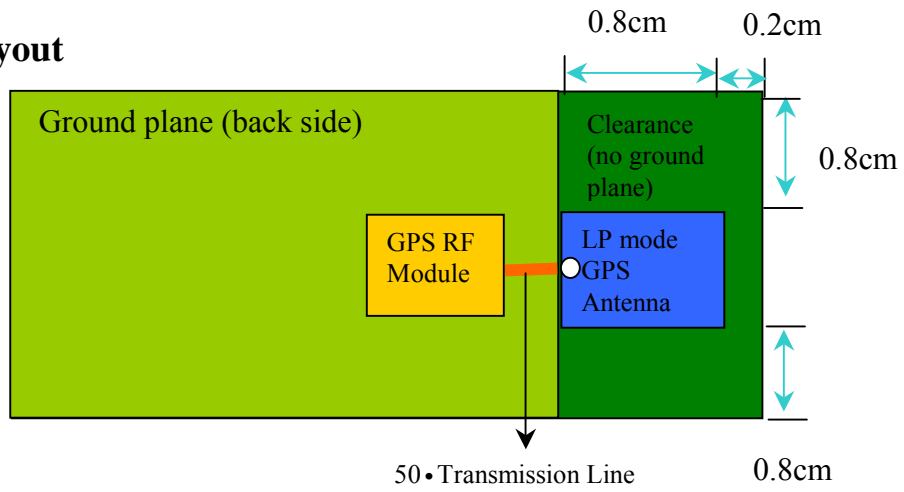 0.8cm
0.2cm
yout
Ground plane (back side)
Clearance
(no ground
plane)
0.8cm
GPS RF
Module
LP mode
GPS
Antenna
50•Transmission Line
0.8cm